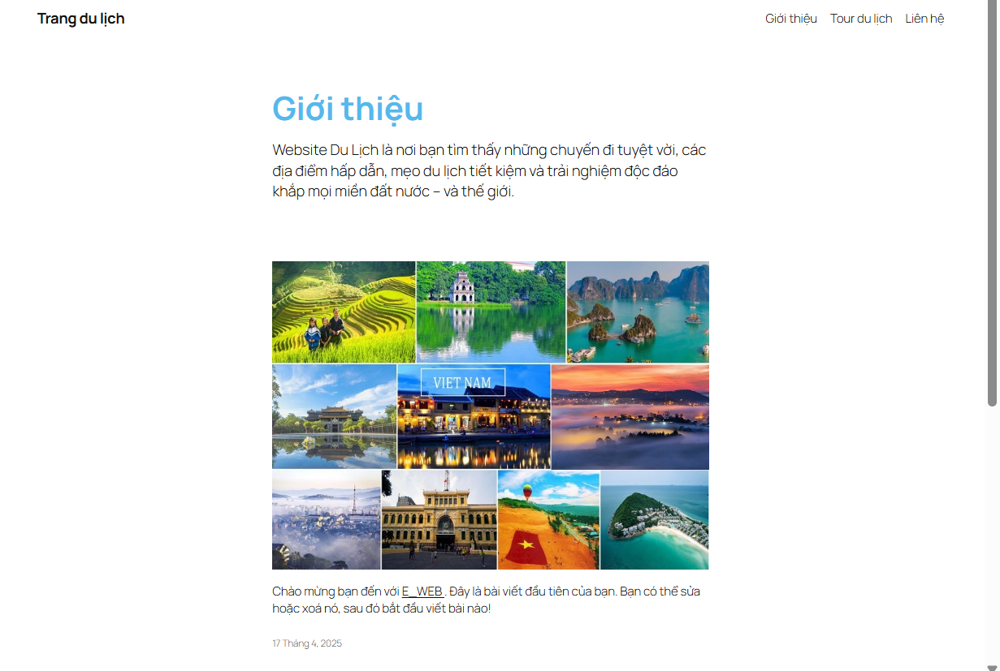 Trang du lịch
Giới thiệu Tour du lịch Liên hệ
Giới thiệu
Website Du Lịch là nơi bạn tìm thấy những chuyến đi tuyệt vời, các
địa điểm hấp dẫn, mẹo du lịch tiết kiệm và trải nghiệm độc đáo
khắp mọi miền đất nước – và thế giới.
VIET NAM
Chào mừng bạn đến với E_WEB . Đây là bài viết đầu tiên của bạn. Bạn có thể sửa
hoặc xoá nó, sau đó bắt đầu viết bài nào!
17 Tháng 4, 2025